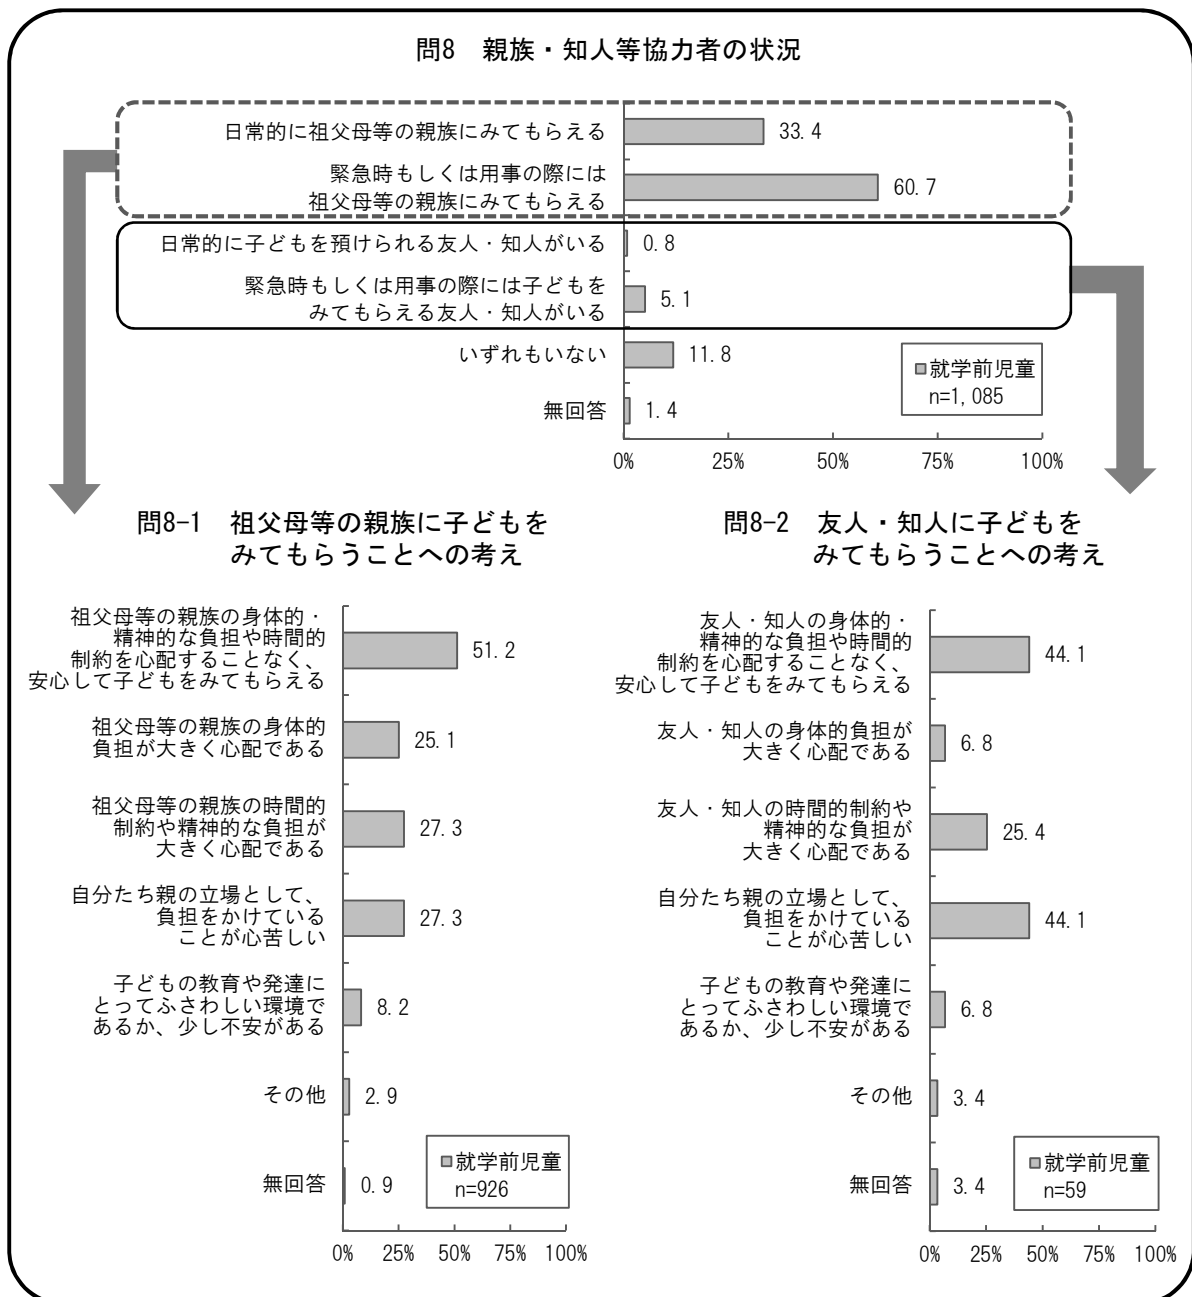 問8　親族・知人等協力者の状況
日常的に祖父母等の親族にみてもらえる
33.4
緊急時もしくは用事の際には
祖父母等の親族にみてもらえる
60.7
日常的に子どもを預けられる友人・知人がいる
0.8
緊急時もしくは用事の際には子どもを
みてもらえる友人・知人がいる
5.1
いずれもいない
11.8
無回答
1.4
就学前児童
n=1,085
0% 25% 50% 75% 100%
問8-1　祖父母等の親族に子どもを
みてもらうことへの考え
祖父母等の親族の身体的・
精神的な負担や時間的
制約を心配することなく、
安心して子どもをみてもらえる
51.2
祖父母等の親族の身体的
負担が大きく心配である
25.1
祖父母等の親族の時間的
制約や精神的な負担が
大きく心配である
27.3
自分たち親の立場として、
負担をかけている
ことが心苦しい
27.3
子どもの教育や発達に
とってふさわしい環境で
あるか、少し不安がある
8.2
その他
2.9
無回答
0.9
就学前児童
n=926
0% 25% 50% 75% 100%
問8-2　友人・知人に子どもを
みてもらうことへの考え
友人・知人の身体的・
精神的な負担や時間的
制約を心配することなく、
安心して子どもをみてもらえる
44.1
友人・知人の身体的負担が
大きく心配である
6.8
友人・知人の時間的制約や
精神的な負担が
大きく心配である
25.4
自分たち親の立場として、
負担をかけている
ことが心苦しい
44.1
子どもの教育や発達に
とってふさわしい環境で
あるか、少し不安がある
6.8
その他
3.4
無回答
3.4
就学前児童
n=59
0% 25% 50% 75% 100%